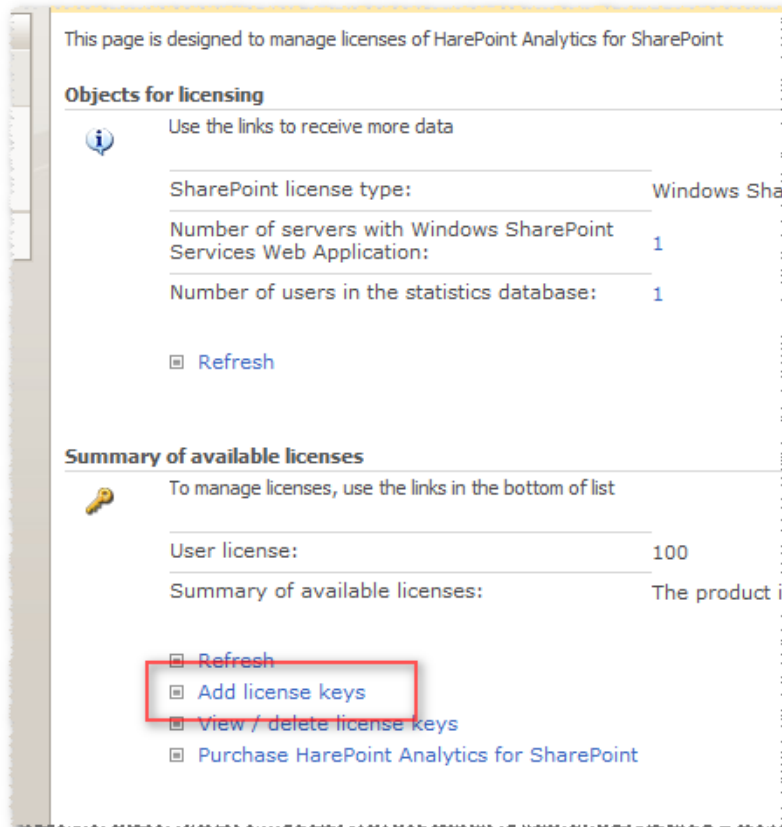 This page is designed to manage licenses of HarePoint Analytics for SharePoint
Objects for licensing
Use the links to receive more data
SharePoint license type: Windows Sha
Number of servers with Windows SharePoint
Services Web Application: 1
Number of users in the statistics database: 1
Refresh
Summary of available licenses
To manage licenses, use the links in the bottom of list
User license: 100
Summary of available licenses: The product i
Refresh
Add license keys
View / delete license keys
Purchase HarePoint Analytics for SharePoint